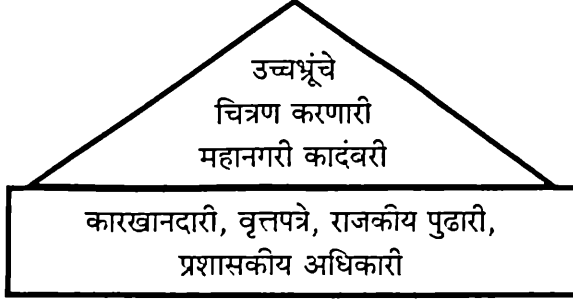 उच्चभ्रूंचे
चित्रण करणारी
महानगरी कादंबरी
कारखानदारी, वृत्तपत्रे, राजकीय पुढारी,
प्रशासकीय अधिकारी